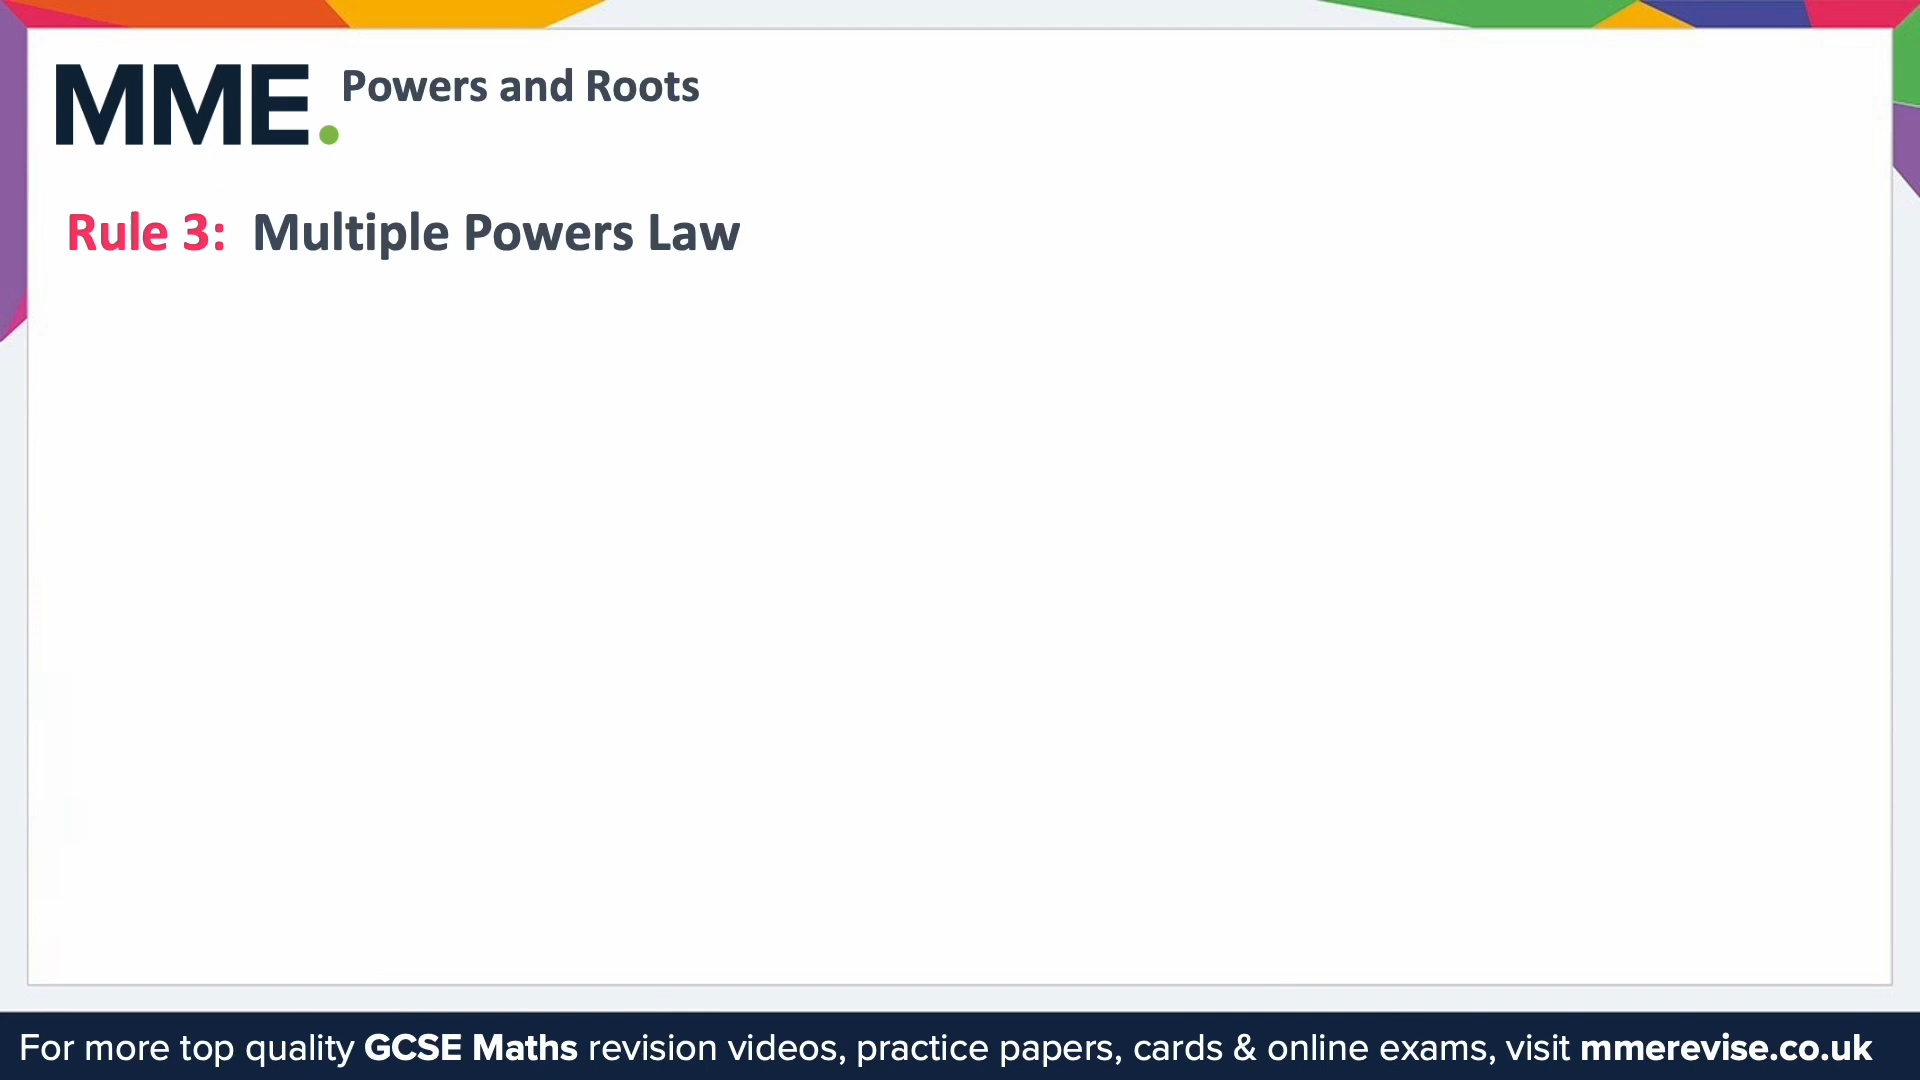 MME. Powers and Roots
Rule 3: Multiple Powers Law
For more top quality GCSE Maths revision videos, practice papers, cards & online exams, visit mmerevise.co.uk